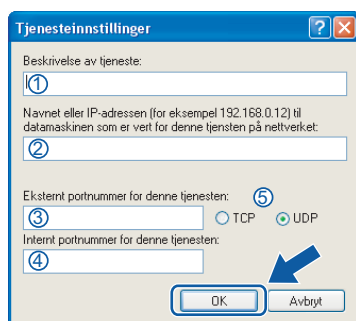 Tjenesteinnstillinger
Beskrivelse av tjeneste:
①
Navnet eller IP-adressen (for eksempel 192.168.0.12) til
datamaskinen som er vert for denne tjensten på nettverket:
②
Eksternt portnummer for denne tjenesten: ⑤
③ TCP UDP
Internt portnummer for denne tjenesten:
④
OK Avbryt